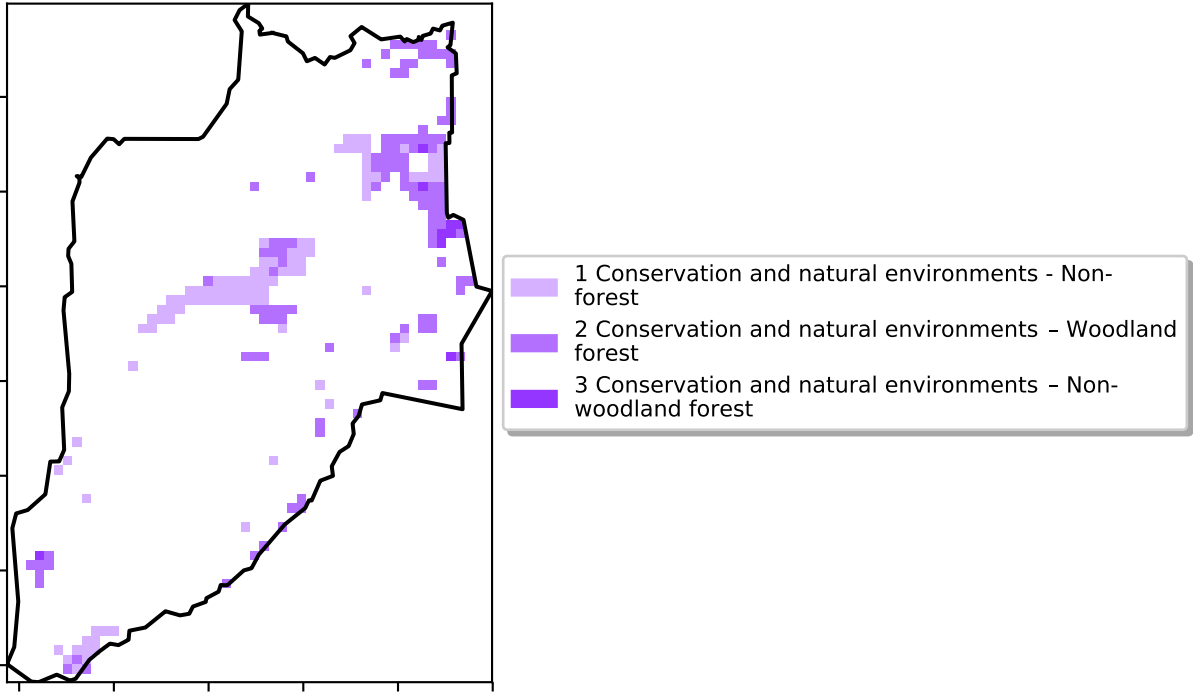 1 Conservation and natural environments - Non-
forest
2 Conservation and natural environments – Woodland
forest
3 Conservation and natural environments – Non-
woodland forest